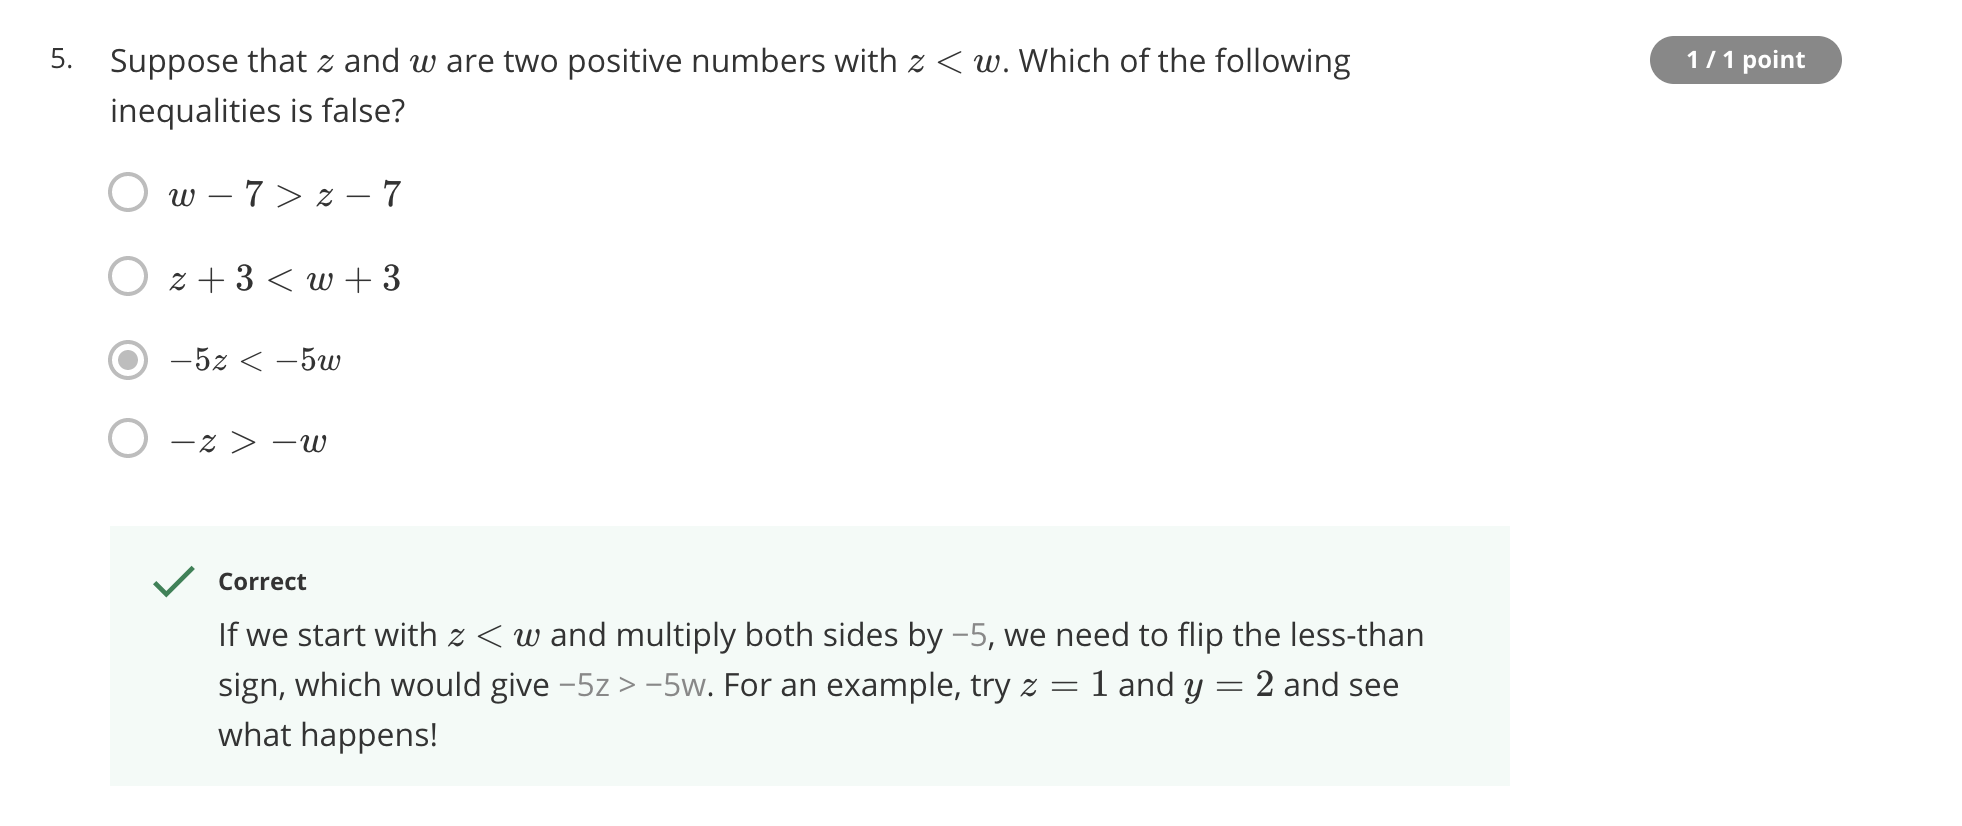 5. Suppose that z and w are two positive numbers with z < w. Which of the following
1 / 1 point
inequalities is false?
w − 7 > z − 7
z + 3 < w + 3
−5z < −5w
−z > −w
Correct
If we start with z < w and multiply both sides by −5, we need to flip the less-than
sign, which would give −5z > −5w. For an example, try z = 1 and y = 2 and see
what happens!